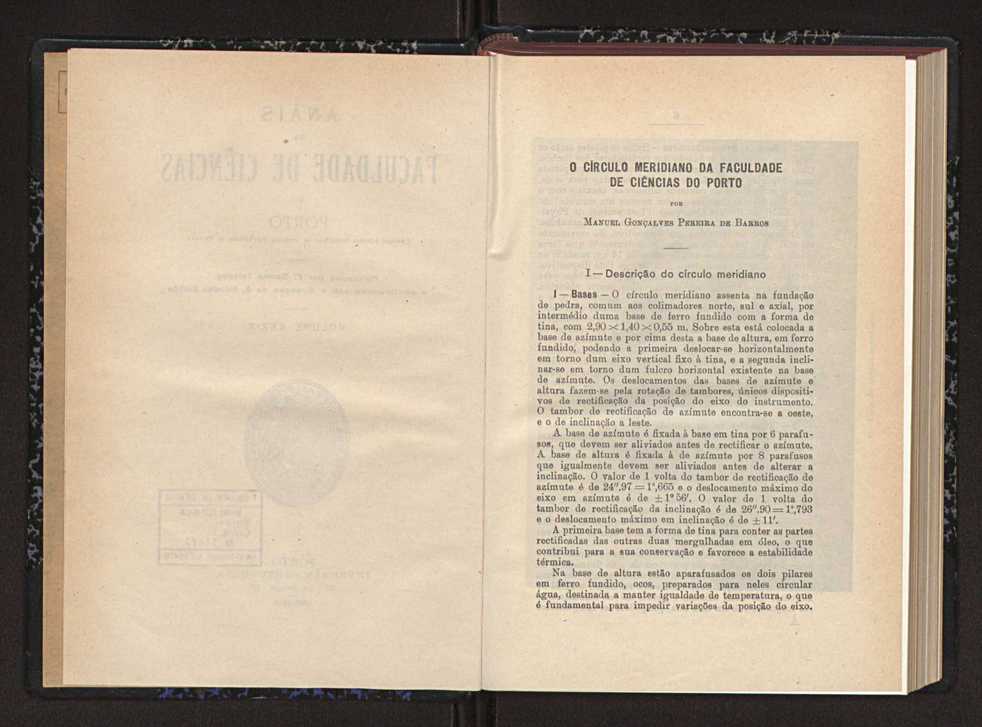 O CÍRCULO MERIDIANO DA FACULDADE
DE CIÊNCIAS DO PORTO
POR
MANUEL GONÇALVES PEREIRA DE BARROS
I — Descrição do círculo meridiano
I — Bases — O círculo meridiano assenta na fundação
de pedra, comum aos colimadores norte, sul e axial, por
intermédio duma base de ferro fundido com a forma de
tina, com 2,90 × 1,40 × 0,55 m. Sobre esta está colocada a
base de azímute e por cima desta a base de altura, em ferro
fundido, podendo a primeira deslocar-se horizontalmente
em torno dum eixo vertical fixo à tina, e a segunda incli-
nar-se em torno dum fulcro horizontal existente na base
de azímute. Os deslocamentos das bases de azímute e
altura fazem-se pela rotação de tambores, únicos dispositi-
vos de rectificação da posição do eixo do instrumento.
O tambor de rectificação de azímute encontra-se a oeste,
e o de inclinação a leste.
A base de azímute é fixada à base em tina por 6 parafu-
sos, que devem ser aliviados antes de rectificar o azímute.
A base de altura é fixada à de azímute por 8 parafusos
que igualmente devem ser aliviados antes de alterar a
inclinação. O valor de 1 volta do tambor de rectificação de
azímute é de 24″,97 = 1ˢ,665 e o deslocamento máximo do
eixo em azímute é de ± 1° 56′. O valor de 1 volta do
tambor de rectificação da inclinação é de 26″,90 = 1ˢ,793
e o deslocamento máximo em inclinação é de ± 11′.
A primeira base tem a forma de tina para conter as partes
rectificadas das outras duas mergulhadas em óleo, o que
contribui para a sua conservação e favorece a estabilidade
térmica.
Na base de altura estão aparafusados os dois pilares
em ferro fundido, ocos, preparados para neles circular
água, destinada a manter igualdade de temperatura, o que
é fundamental para impedir variações da posição do eixo.